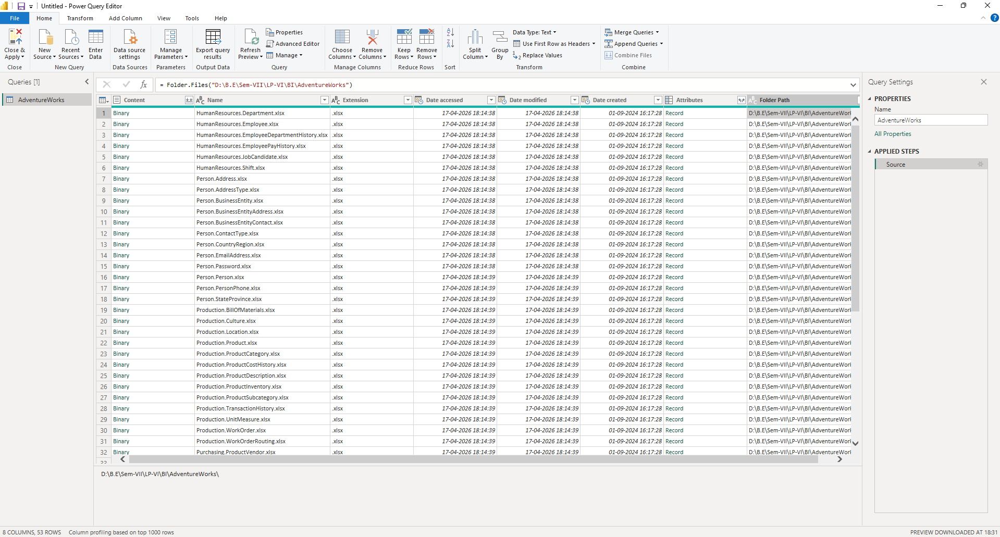 Untitled - Power Query Editor
File Home Transform Add Column View Tools Help
Close & Apply
Close
New Source
Recent Sources
Enter Data
New Query
Data source settings
Data Sources
Manage Parameters
Parameters
Export query results
Output Data
Refresh Preview
Properties
Advanced Editor
Manage
Query
Choose Columns
Remove Columns
Manage Columns
Keep Rows
Remove Rows
Reduce Rows
Sort
Split Column
Group By
Data Type: Text
Use First Row as Headers
Replace Values
Transform
Merge Queries
Append Queries
Combine Files
Combine
Queries [1]
AdventureWorks
= Folder.Files("D:\B.E\Sem-VII\LP-VI\BI\AdventureWorks")
Content Name Extension Date accessed Date modified Date created Attributes Folder Path
1 Binary HumanResources.Department.xlsx .xlsx 17-04-2026 18:14:38 17-04-2026 18:14:38 01-09-2024 16:17:28 Record D:\B.E\Sem-VII\LP-VI\BI\AdventureWork
2 Binary HumanResources.Employee.xlsx .xlsx 17-04-2026 18:14:38 17-04-2026 18:14:38 01-09-2024 16:17:28 Record D:\B.E\Sem-VII\LP-VI\BI\AdventureWork
3 Binary HumanResources.EmployeeDepartmentHistory.xlsx .xlsx 17-04-2026 18:14:38 17-04-2026 18:14:38 01-09-2024 16:17:28 Record D:\B.E\Sem-VII\LP-VI\BI\AdventureWork
4 Binary HumanResources.EmployeePayHistory.xlsx .xlsx 17-04-2026 18:14:38 17-04-2026 18:14:38 01-09-2024 16:17:28 Record D:\B.E\Sem-VII\LP-VI\BI\AdventureWork
5 Binary HumanResources.JobCandidate.xlsx .xlsx 17-04-2026 18:14:38 17-04-2026 18:14:38 01-09-2024 16:17:28 Record D:\B.E\Sem-VII\LP-VI\BI\AdventureWork
6 Binary HumanResources.Shift.xlsx .xlsx 17-04-2026 18:14:38 17-04-2026 18:14:38 01-09-2024 16:17:28 Record D:\B.E\Sem-VII\LP-VI\BI\AdventureWork
7 Binary Person.Address.xlsx .xlsx 17-04-2026 18:14:38 17-04-2026 18:14:38 01-09-2024 16:17:28 Record D:\B.E\Sem-VII\LP-VI\BI\AdventureWork
8 Binary Person.AddressType.xlsx .xlsx 17-04-2026 18:14:38 17-04-2026 18:14:38 01-09-2024 16:17:28 Record D:\B.E\Sem-VII\LP-VI\BI\AdventureWork
9 Binary Person.BusinessEntity.xlsx .xlsx 17-04-2026 18:14:38 17-04-2026 18:14:38 01-09-2024 16:17:28 Record D:\B.E\Sem-VII\LP-VI\BI\AdventureWork
10 Binary Person.BusinessEntityAddress.xlsx .xlsx 17-04-2026 18:14:38 17-04-2026 18:14:38 01-09-2024 16:17:28 Record D:\B.E\Sem-VII\LP-VI\BI\AdventureWork
11 Binary Person.BusinessEntityContact.xlsx .xlsx 17-04-2026 18:14:38 17-04-2026 18:14:38 01-09-2024 16:17:28 Record D:\B.E\Sem-VII\LP-VI\BI\AdventureWork
12 Binary Person.ContactType.xlsx .xlsx 17-04-2026 18:14:38 17-04-2026 18:14:38 01-09-2024 16:17:28 Record D:\B.E\Sem-VII\LP-VI\BI\AdventureWork
13 Binary Person.CountryRegion.xlsx .xlsx 17-04-2026 18:14:38 17-04-2026 18:14:38 01-09-2024 16:17:28 Record D:\B.E\Sem-VII\LP-VI\BI\AdventureWork
14 Binary Person.EmailAddress.xlsx .xlsx 17-04-2026 18:14:38 17-04-2026 18:14:38 01-09-2024 16:17:28 Record D:\B.E\Sem-VII\LP-VI\BI\AdventureWork
15 Binary Person.Password.xlsx .xlsx 17-04-2026 18:14:38 17-04-2026 18:14:38 01-09-2024 16:17:28 Record D:\B.E\Sem-VII\LP-VI\BI\AdventureWork
16 Binary Person.Person.xlsx .xlsx 17-04-2026 18:14:39 17-04-2026 18:14:39 01-09-2024 16:17:28 Record D:\B.E\Sem-VII\LP-VI\BI\AdventureWork
17 Binary Person.PersonPhone.xlsx .xlsx 17-04-2026 18:14:39 17-04-2026 18:14:39 01-09-2024 16:17:28 Record D:\B.E\Sem-VII\LP-VI\BI\AdventureWork
18 Binary Person.StateProvince.xlsx .xlsx 17-04-2026 18:14:39 17-04-2026 18:14:39 01-09-2024 16:17:28 Record D:\B.E\Sem-VII\LP-VI\BI\AdventureWork
19 Binary Production.BillOfMaterials.xlsx .xlsx 17-04-2026 18:14:39 17-04-2026 18:14:39 01-09-2024 16:17:28 Record D:\B.E\Sem-VII\LP-VI\BI\AdventureWork
20 Binary Production.Culture.xlsx .xlsx 17-04-2026 18:14:39 17-04-2026 18:14:39 01-09-2024 16:17:28 Record D:\B.E\Sem-VII\LP-VI\BI\AdventureWork
21 Binary Production.Location.xlsx .xlsx 17-04-2026 18:14:39 17-04-2026 18:14:39 01-09-2024 16:17:28 Record D:\B.E\Sem-VII\LP-VI\BI\AdventureWork
22 Binary Production.Product.xlsx .xlsx 17-04-2026 18:14:39 17-04-2026 18:14:39 01-09-2024 16:17:28 Record D:\B.E\Sem-VII\LP-VI\BI\AdventureWork
23 Binary Production.ProductCategory.xlsx .xlsx 17-04-2026 18:14:39 17-04-2026 18:14:39 01-09-2024 16:17:28 Record D:\B.E\Sem-VII\LP-VI\BI\AdventureWork
24 Binary Production.ProductCostHistory.xlsx .xlsx 17-04-2026 18:14:39 17-04-2026 18:14:39 01-09-2024 16:17:28 Record D:\B.E\Sem-VII\LP-VI\BI\AdventureWork
25 Binary Production.ProductDescription.xlsx .xlsx 17-04-2026 18:14:39 17-04-2026 18:14:39 01-09-2024 16:17:28 Record D:\B.E\Sem-VII\LP-VI\BI\AdventureWork
26 Binary Production.ProductInventory.xlsx .xlsx 17-04-2026 18:14:39 17-04-2026 18:14:39 01-09-2024 16:17:28 Record D:\B.E\Sem-VII\LP-VI\BI\AdventureWork
27 Binary Production.ProductSubcategory.xlsx .xlsx 17-04-2026 18:14:39 17-04-2026 18:14:39 01-09-2024 16:17:28 Record D:\B.E\Sem-VII\LP-VI\BI\AdventureWork
28 Binary Production.TransactionHistory.xlsx .xlsx 17-04-2026 18:14:39 17-04-2026 18:14:39 01-09-2024 16:17:28 Record D:\B.E\Sem-VII\LP-VI\BI\AdventureWork
29 Binary Production.UnitMeasure.xlsx .xlsx 17-04-2026 18:14:39 17-04-2026 18:14:39 01-09-2024 16:17:28 Record D:\B.E\Sem-VII\LP-VI\BI\AdventureWork
30 Binary Production.WorkOrder.xlsx .xlsx 17-04-2026 18:14:39 17-04-2026 18:14:39 01-09-2024 16:17:28 Record D:\B.E\Sem-VII\LP-VI\BI\AdventureWork
31 Binary Production.WorkOrderRouting.xlsx .xlsx 17-04-2026 18:14:39 17-04-2026 18:14:39 01-09-2024 16:17:28 Record D:\B.E\Sem-VII\LP-VI\BI\AdventureWork
32 Binary Purchasing.ProductVendor.xlsx .xlsx 17-04-2026 18:14:39 17-04-2026 18:14:39 01-09-2024 16:17:28 Record D:\B.E\Sem-VII\LP-VI\BI\AdventureWork
33
D:\B.E\Sem-VII\LP-VI\BI\AdventureWorks\
Query Settings
PROPERTIES
Name
AdventureWorks
All Properties
APPLIED STEPS
Source
8 COLUMNS, 53 ROWS Column profiling based on top 1000 rows
PREVIEW DOWNLOADED AT 18:31